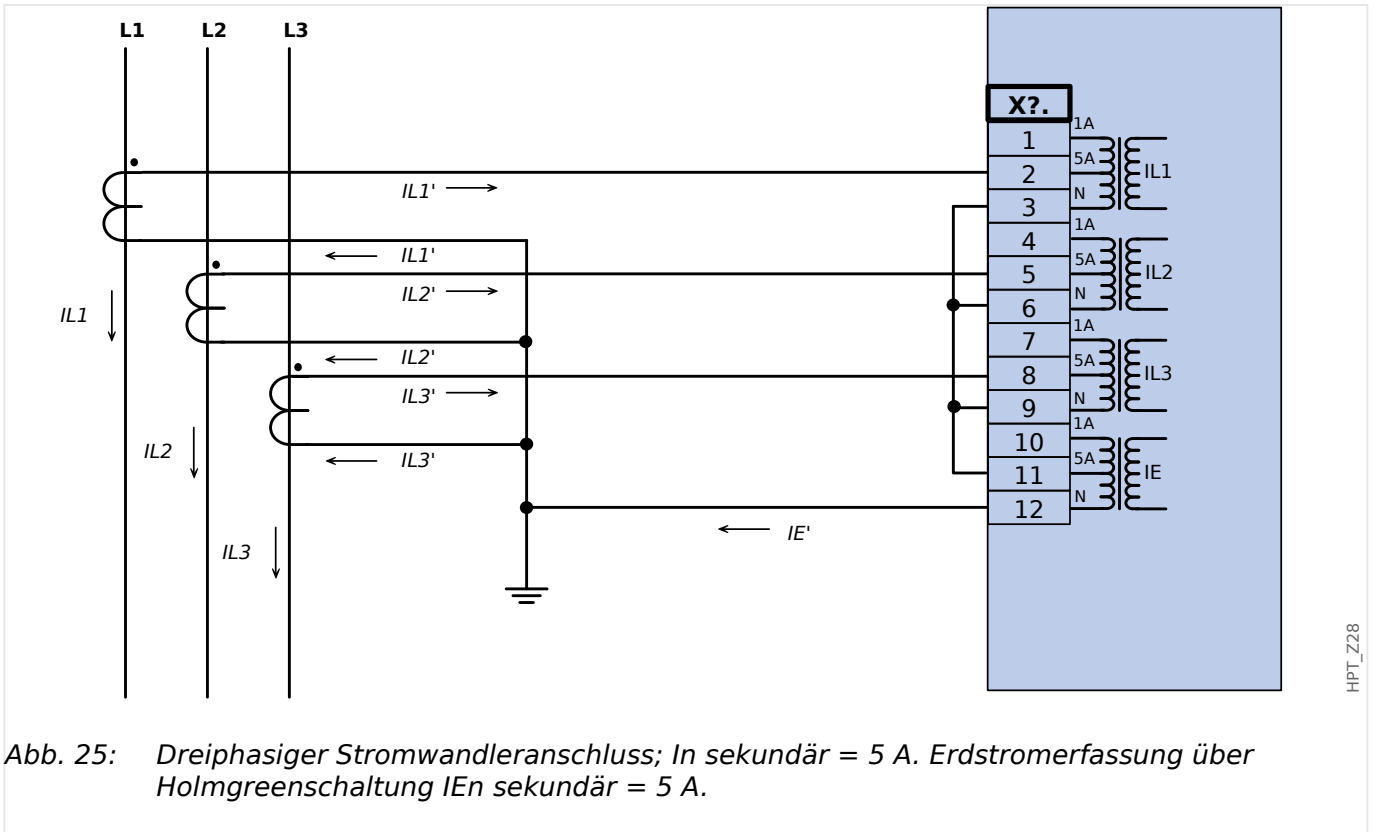 L1 L2 L3
X?.
1
2
3
4
5
6
7
8
9
10
11
12
1A
5A
N
IL1
1A
5A
N
IL2
1A
5A
N
IL3
1A
5A
N
IE
IL1'
IL1'
IL2'
IL2'
IL3'
IL3'
IE'
IL1
IL2
IL3
HPT_Z28
Abb. 25: Dreiphasiger Stromwandleranschluss; In sekundär = 5 A. Erdstromerfassung über
Holmgreenschaltung IEn sekundär = 5 A.